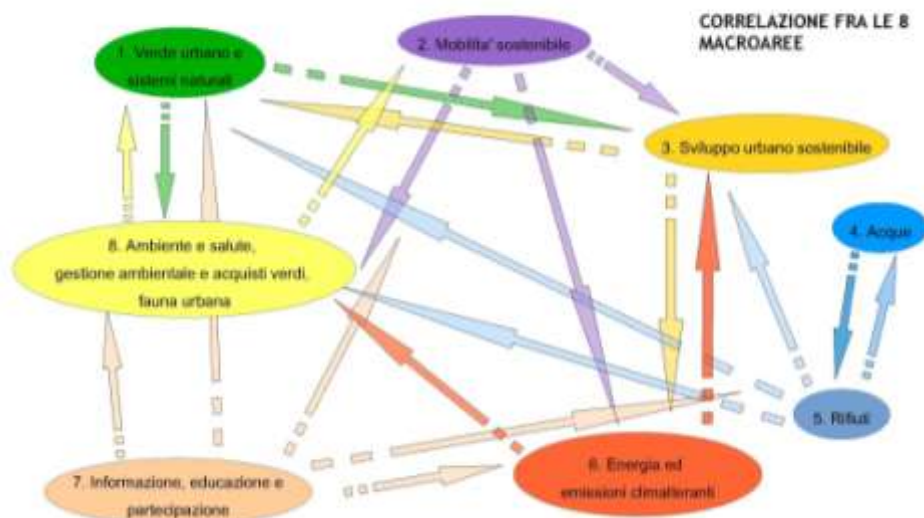 CORRELAZIONE FRA LE 8
MACROAREE
1. Verde urbano e
sistemi naturali
2. Mobilita' sostenibile
3. Sviluppo urbano sostenibile
4. Acque
8. Ambiente e salute,
gestione ambientale e acquisti verdi,
fauna urbana
5. Rifiuti
6. Energia ed
emissioni climalteranti
7. Informazione, educazione e
partecipazione